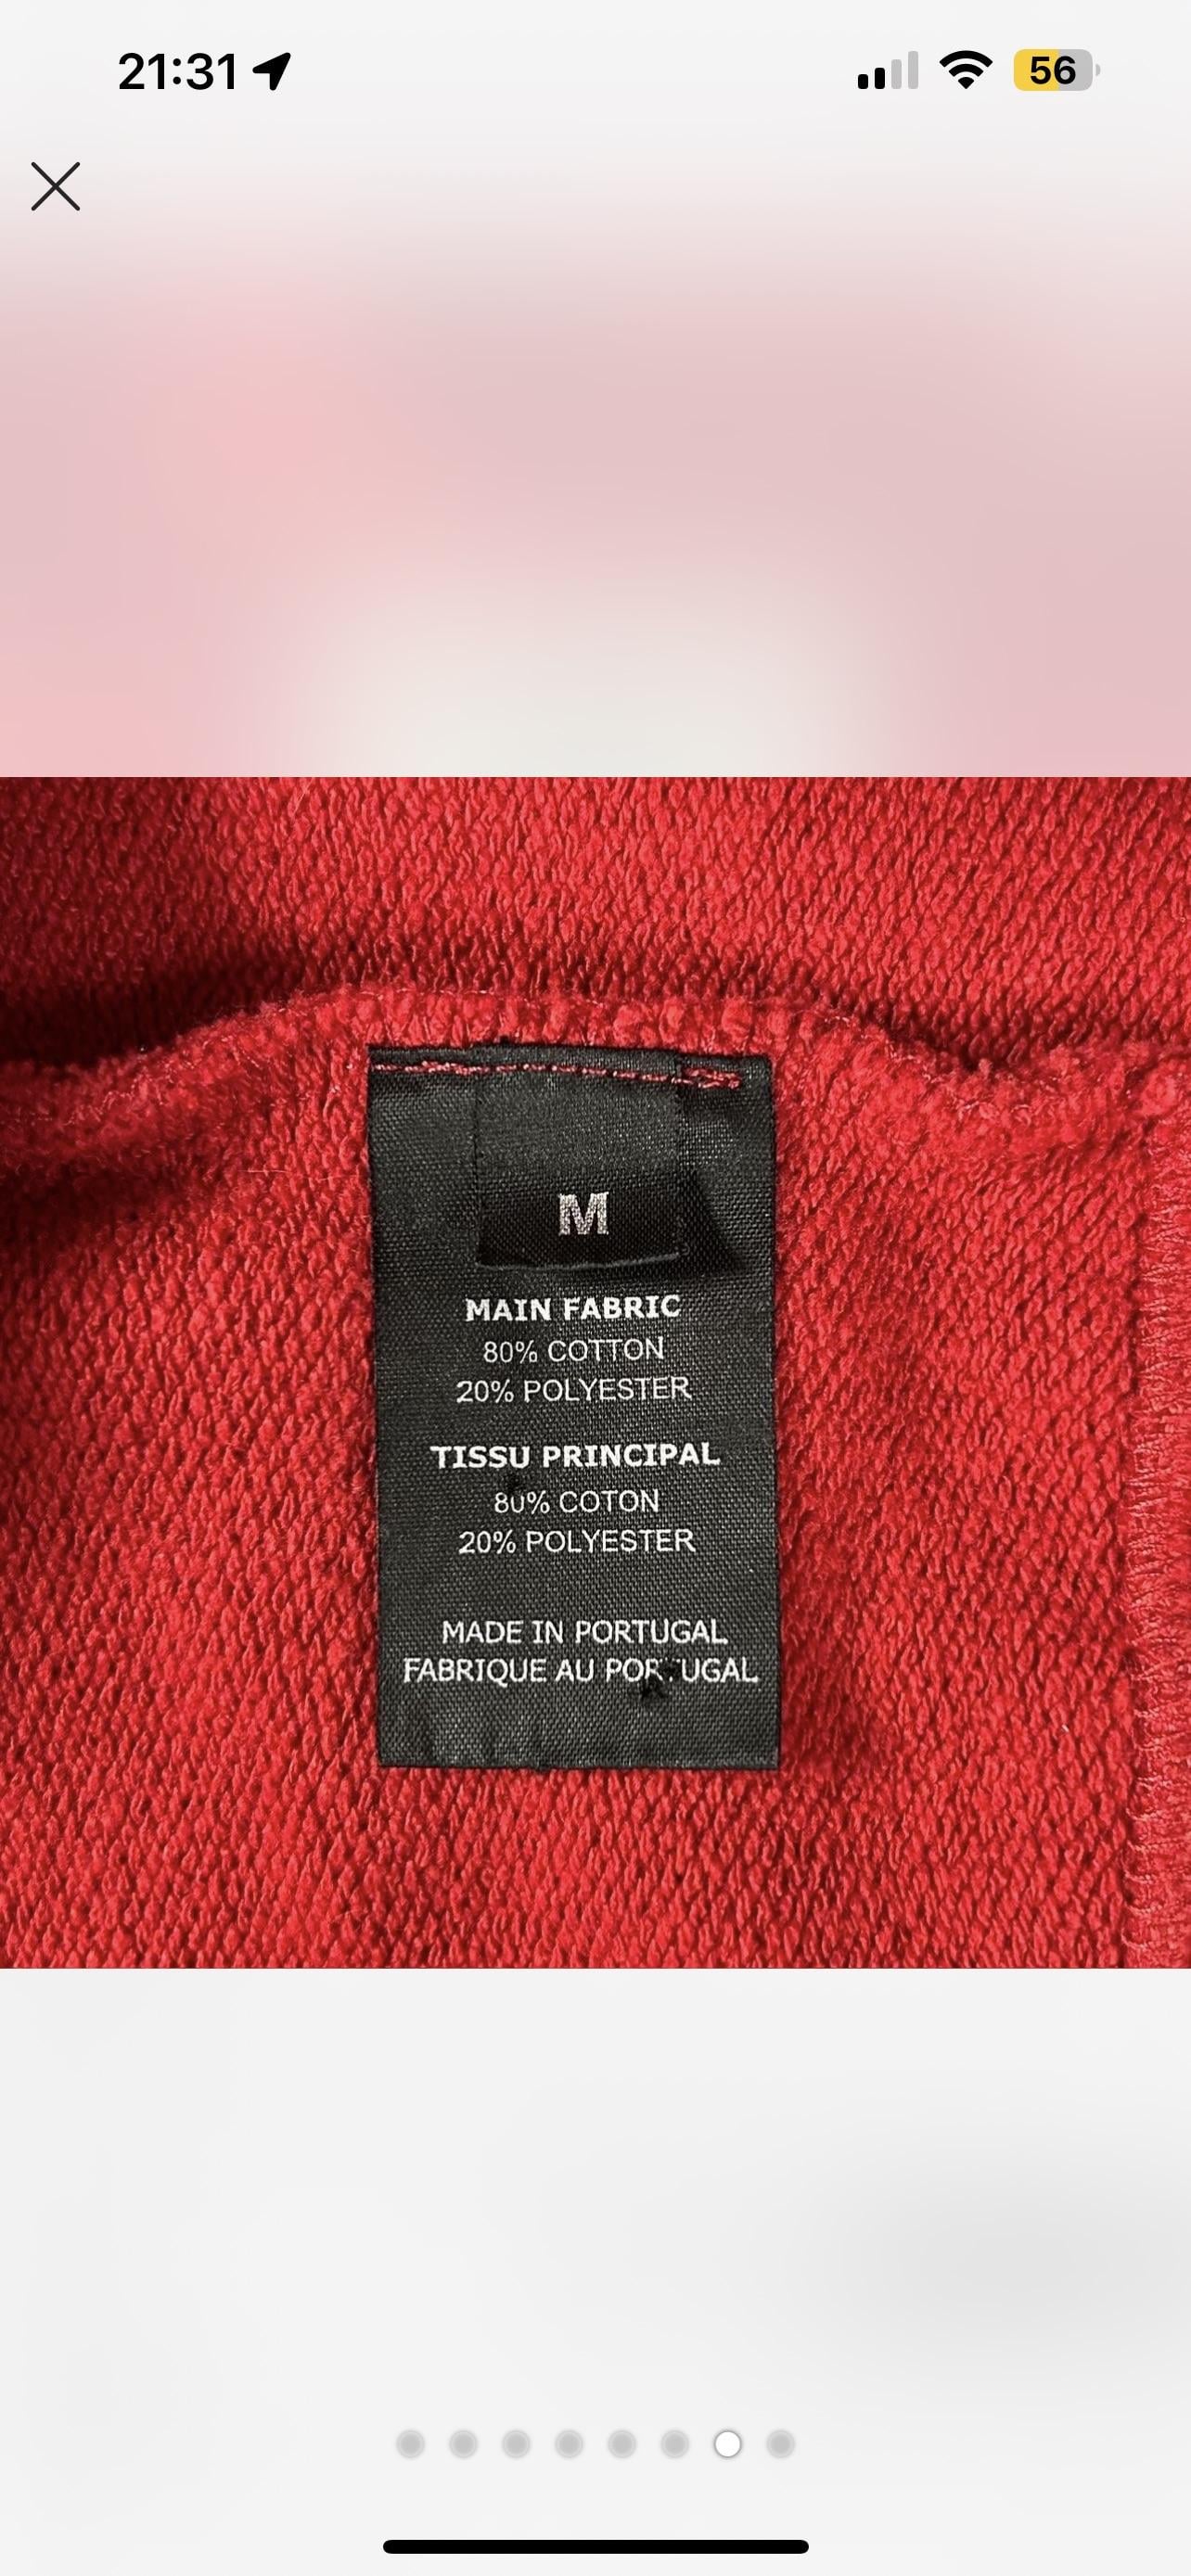 21:31
56
M
MAIN FABRIC
80% COTTON
20% POLYESTER
TISSU PRINCIPAL
80% COTON
20% POLYESTER
MADE IN PORTUGAL
FABRIQUE AU PORTUGAL